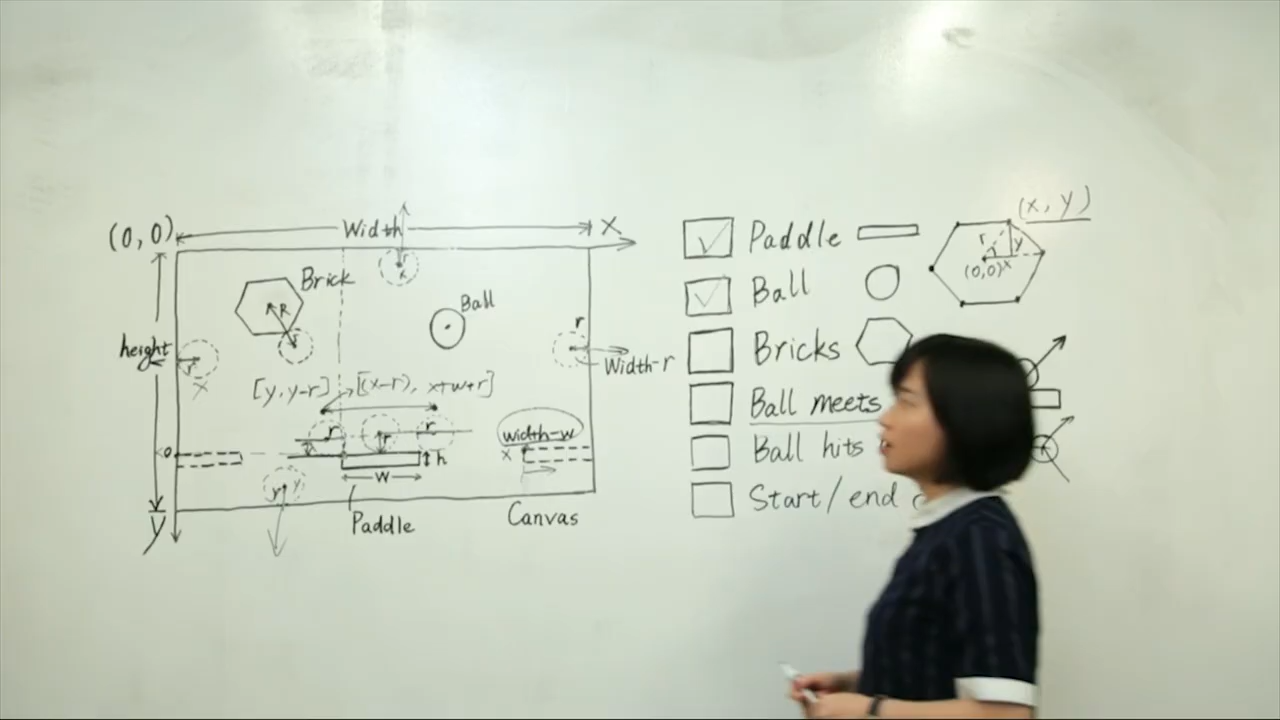 (0,0)
Width
X
Brick
Ball
R
r
r
x
height
r
x
Width-r
[y, y-r]
[(x-r), x+w+r]
r
r
r
width-w
x
h
w
r
y
y
Paddle
Canvas
Paddle
Ball
Bricks
Ball meets
Ball hits
Start/end
(x, y)
r
y
(0,0)
x